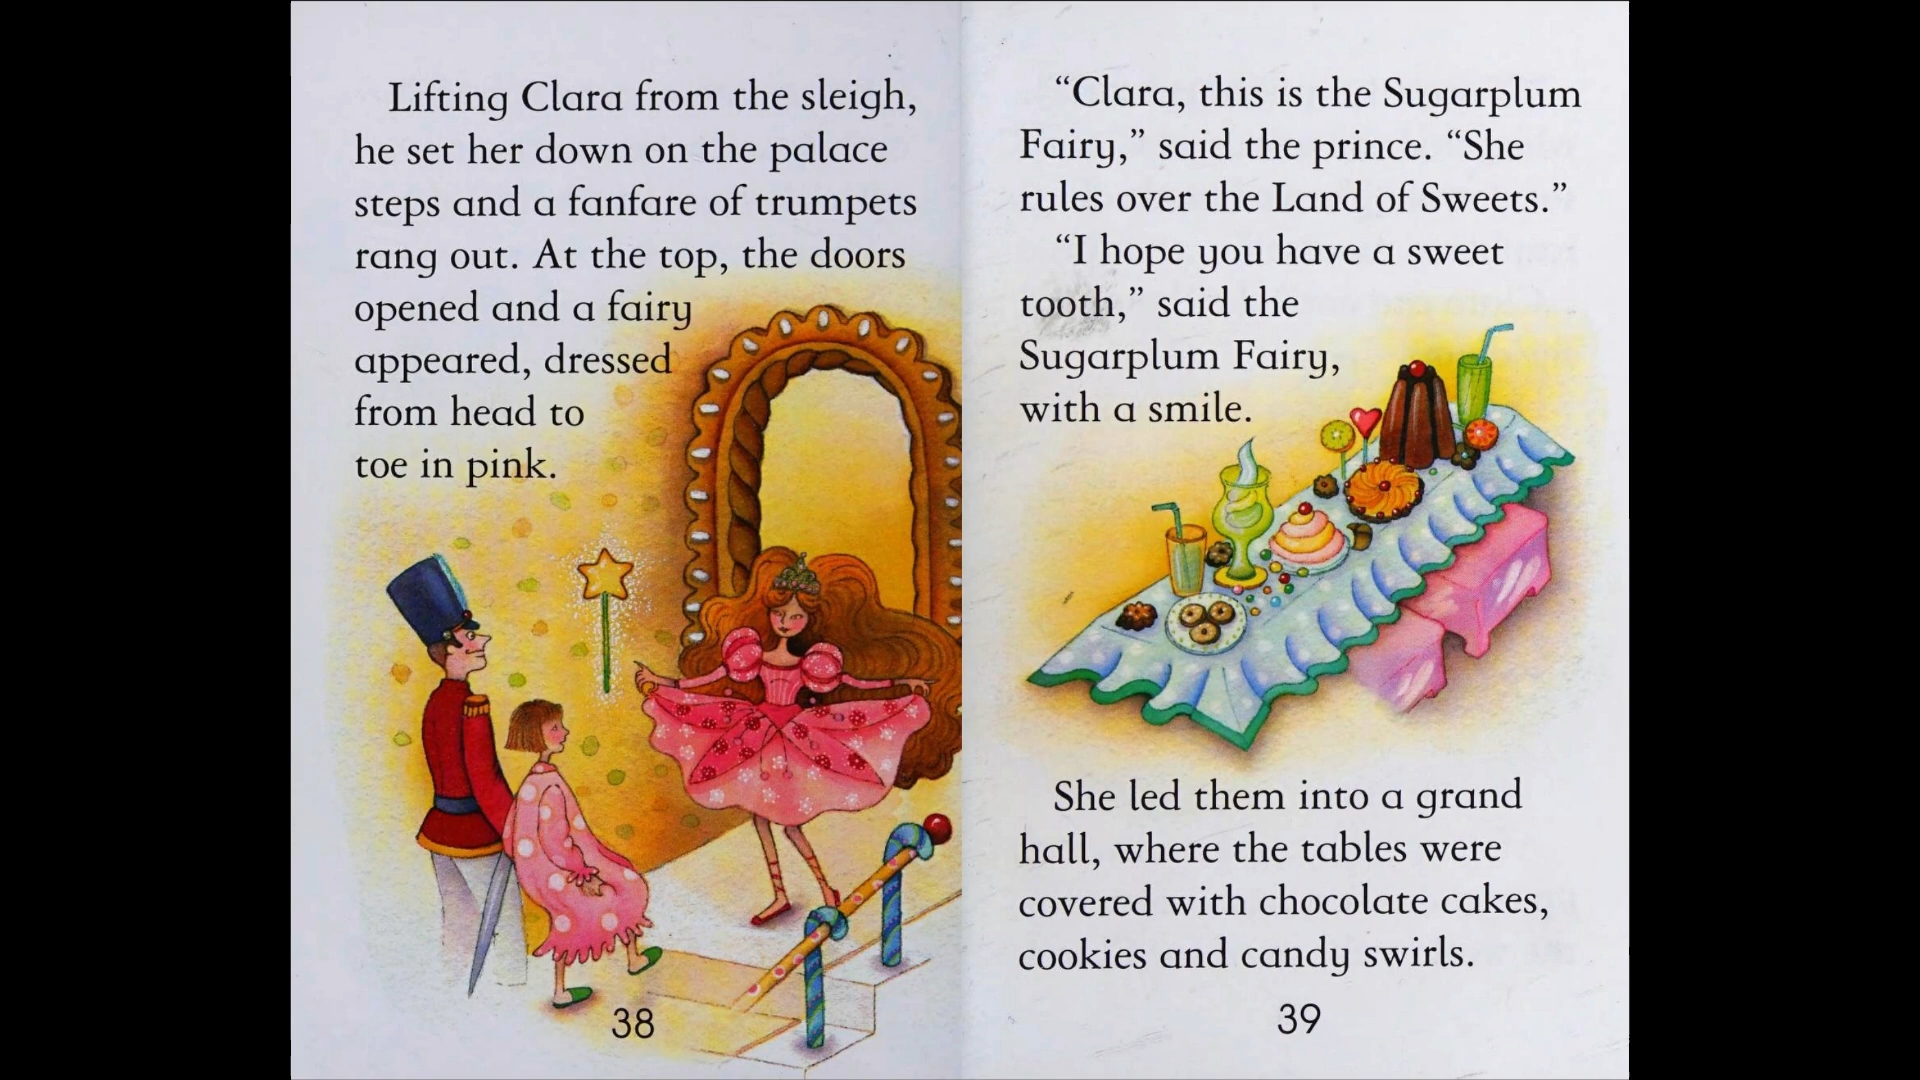 Lifting Clara from the sleigh,
he set her down on the palace
steps and a fanfare of trumpets
rang out. At the top, the doors
opened and a fairy
appeared, dressed
from head to
toe in pink.
38
“Clara, this is the Sugarplum
Fairy,” said the prince. “She
rules over the Land of Sweets.”
“I hope you have a sweet
tooth,” said the
Sugarplum Fairy,
with a smile.
She led them into a grand
hall, where the tables were
covered with chocolate cakes,
cookies and candy swirls.
39